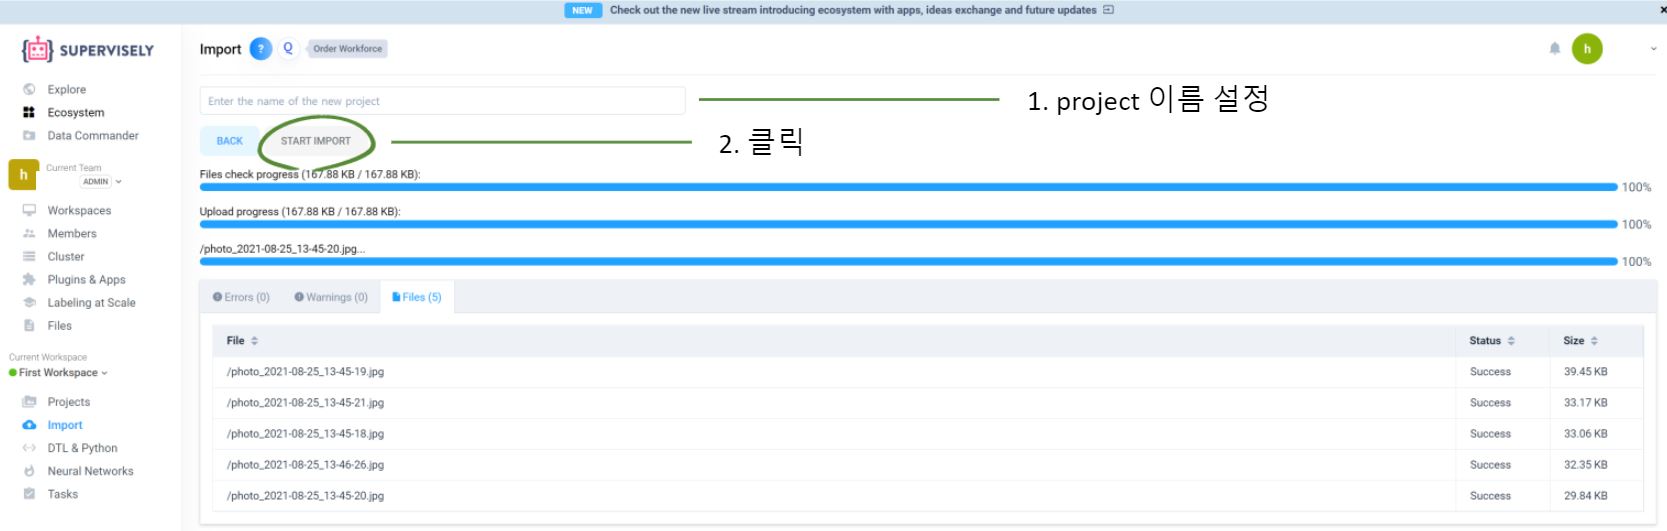 NEW Check out the new live stream introducing ecosystem with apps, ideas exchange and future updates
SUPERVISELY
Import ? Q Order Workforce
h
Explore
Ecosystem
Data Commander
Enter the name of the new project
1. project 이름 설정
BACK START IMPORT
2. 클릭
h Current Team
ADMIN
Files check progress (167.88 KB / 167.88 KB):
100%
Workspaces
Members
Cluster
Plugins & Apps
Labeling at Scale
Files
Upload progress (167.88 KB / 167.88 KB):
100%
/photo_2021-08-25_13-45-20.jpg...
100%
Errors (0) Warnings (0) Files (5)
File Status Size
/photo_2021-08-25_13-45-19.jpg Success 39.45 KB
/photo_2021-08-25_13-45-21.jpg Success 33.17 KB
/photo_2021-08-25_13-45-18.jpg Success 33.06 KB
/photo_2021-08-25_13-46-26.jpg Success 32.35 KB
/photo_2021-08-25_13-45-20.jpg Success 29.84 KB
Current Workspace
First Workspace
Projects
Import
DTL & Python
Neural Networks
Tasks